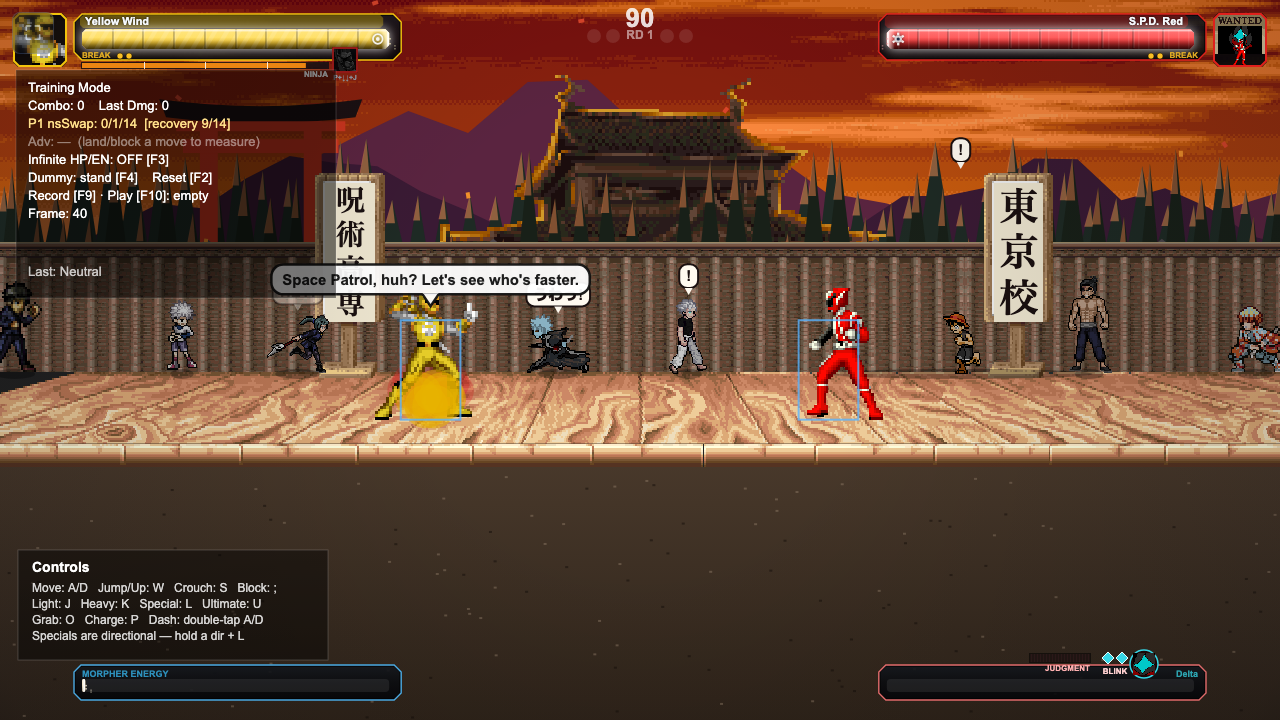 Yellow Wind
90
RD 1
S.P.D. Red
WANTED
BREAK
BREAK
NINJA
Training Mode
Combo: 0 Last Dmg: 0
P1 nsSwap: 0/1/14 [recovery 9/14]
Adv: — (land/block a move to measure)
Infinite HP/EN: OFF [F3]
Dummy: stand [F4] Reset [F2]
Record [F9] · Play [F10]: empty
Frame: 40
Last: Neutral
呪術高専
東京校
!
!
Space Patrol, huh? Let's see who's faster.
Controls
Move: A/D Jump/Up: W Crouch: S Block: ;
Light: J Heavy: K Special: L Ultimate: U
Grab: O Charge: P Dash: double-tap A/D
Specials are directional — hold a dir + L
MORPHER ENERGY
JUDGMENT
BLINK
Delta